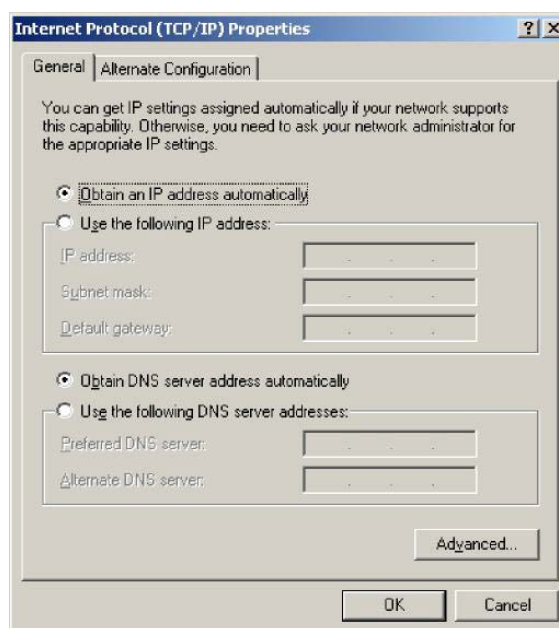 Internet Protocol (TCP/IP) Properties
General
Alternate Configuration
You can get IP settings assigned automatically if your network supports
this capability. Otherwise, you need to ask your network administrator for
the appropriate IP settings.
Obtain an IP address automatically
Use the following IP address:
IP address:
Subnet mask:
Default gateway:
Obtain DNS server address automatically
Use the following DNS server addresses:
Preferred DNS server:
Alternate DNS server:
Advanced...
OK
Cancel